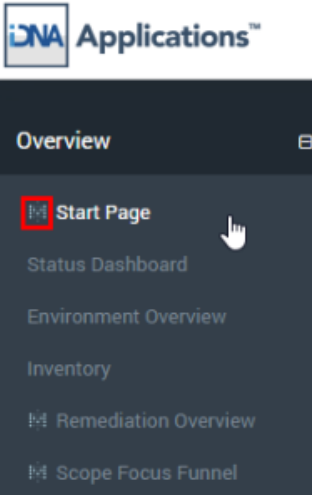 iDNA Applications™
Overview
Start Page
Status Dashboard
Environment Overview
Inventory
Remediation Overview
Scope Focus Funnel